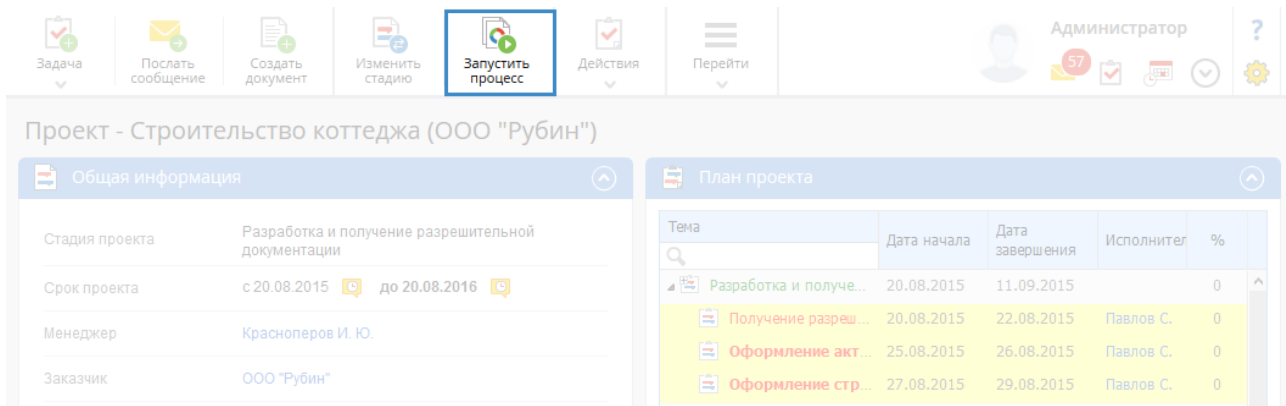 Задача
Послать
сообщение
Создать
документ
Изменить
стадию
Запустить
процесс
Действия
Перейти
Администратор
57
?
Проект - Строительство коттеджа (ООО "Рубин")
Общая информация
Стадия проекта
Разработка и получение разрешительной
документации
Срок проекта
с 20.08.2015 до 20.08.2016
Менеджер
Красноперов И. Ю.
Заказчик
ООО "Рубин"
План проекта
Тема Дата начала Дата
завершения Исполнител %
Разработка и получе... 20.08.2015 11.09.2015 0
Получение разреш... 20.08.2015 22.08.2015 Павлов С. 0
Оформление акт... 25.08.2015 26.08.2015 Павлов С. 0
Оформление стр... 27.08.2015 29.08.2015 Павлов С. 0